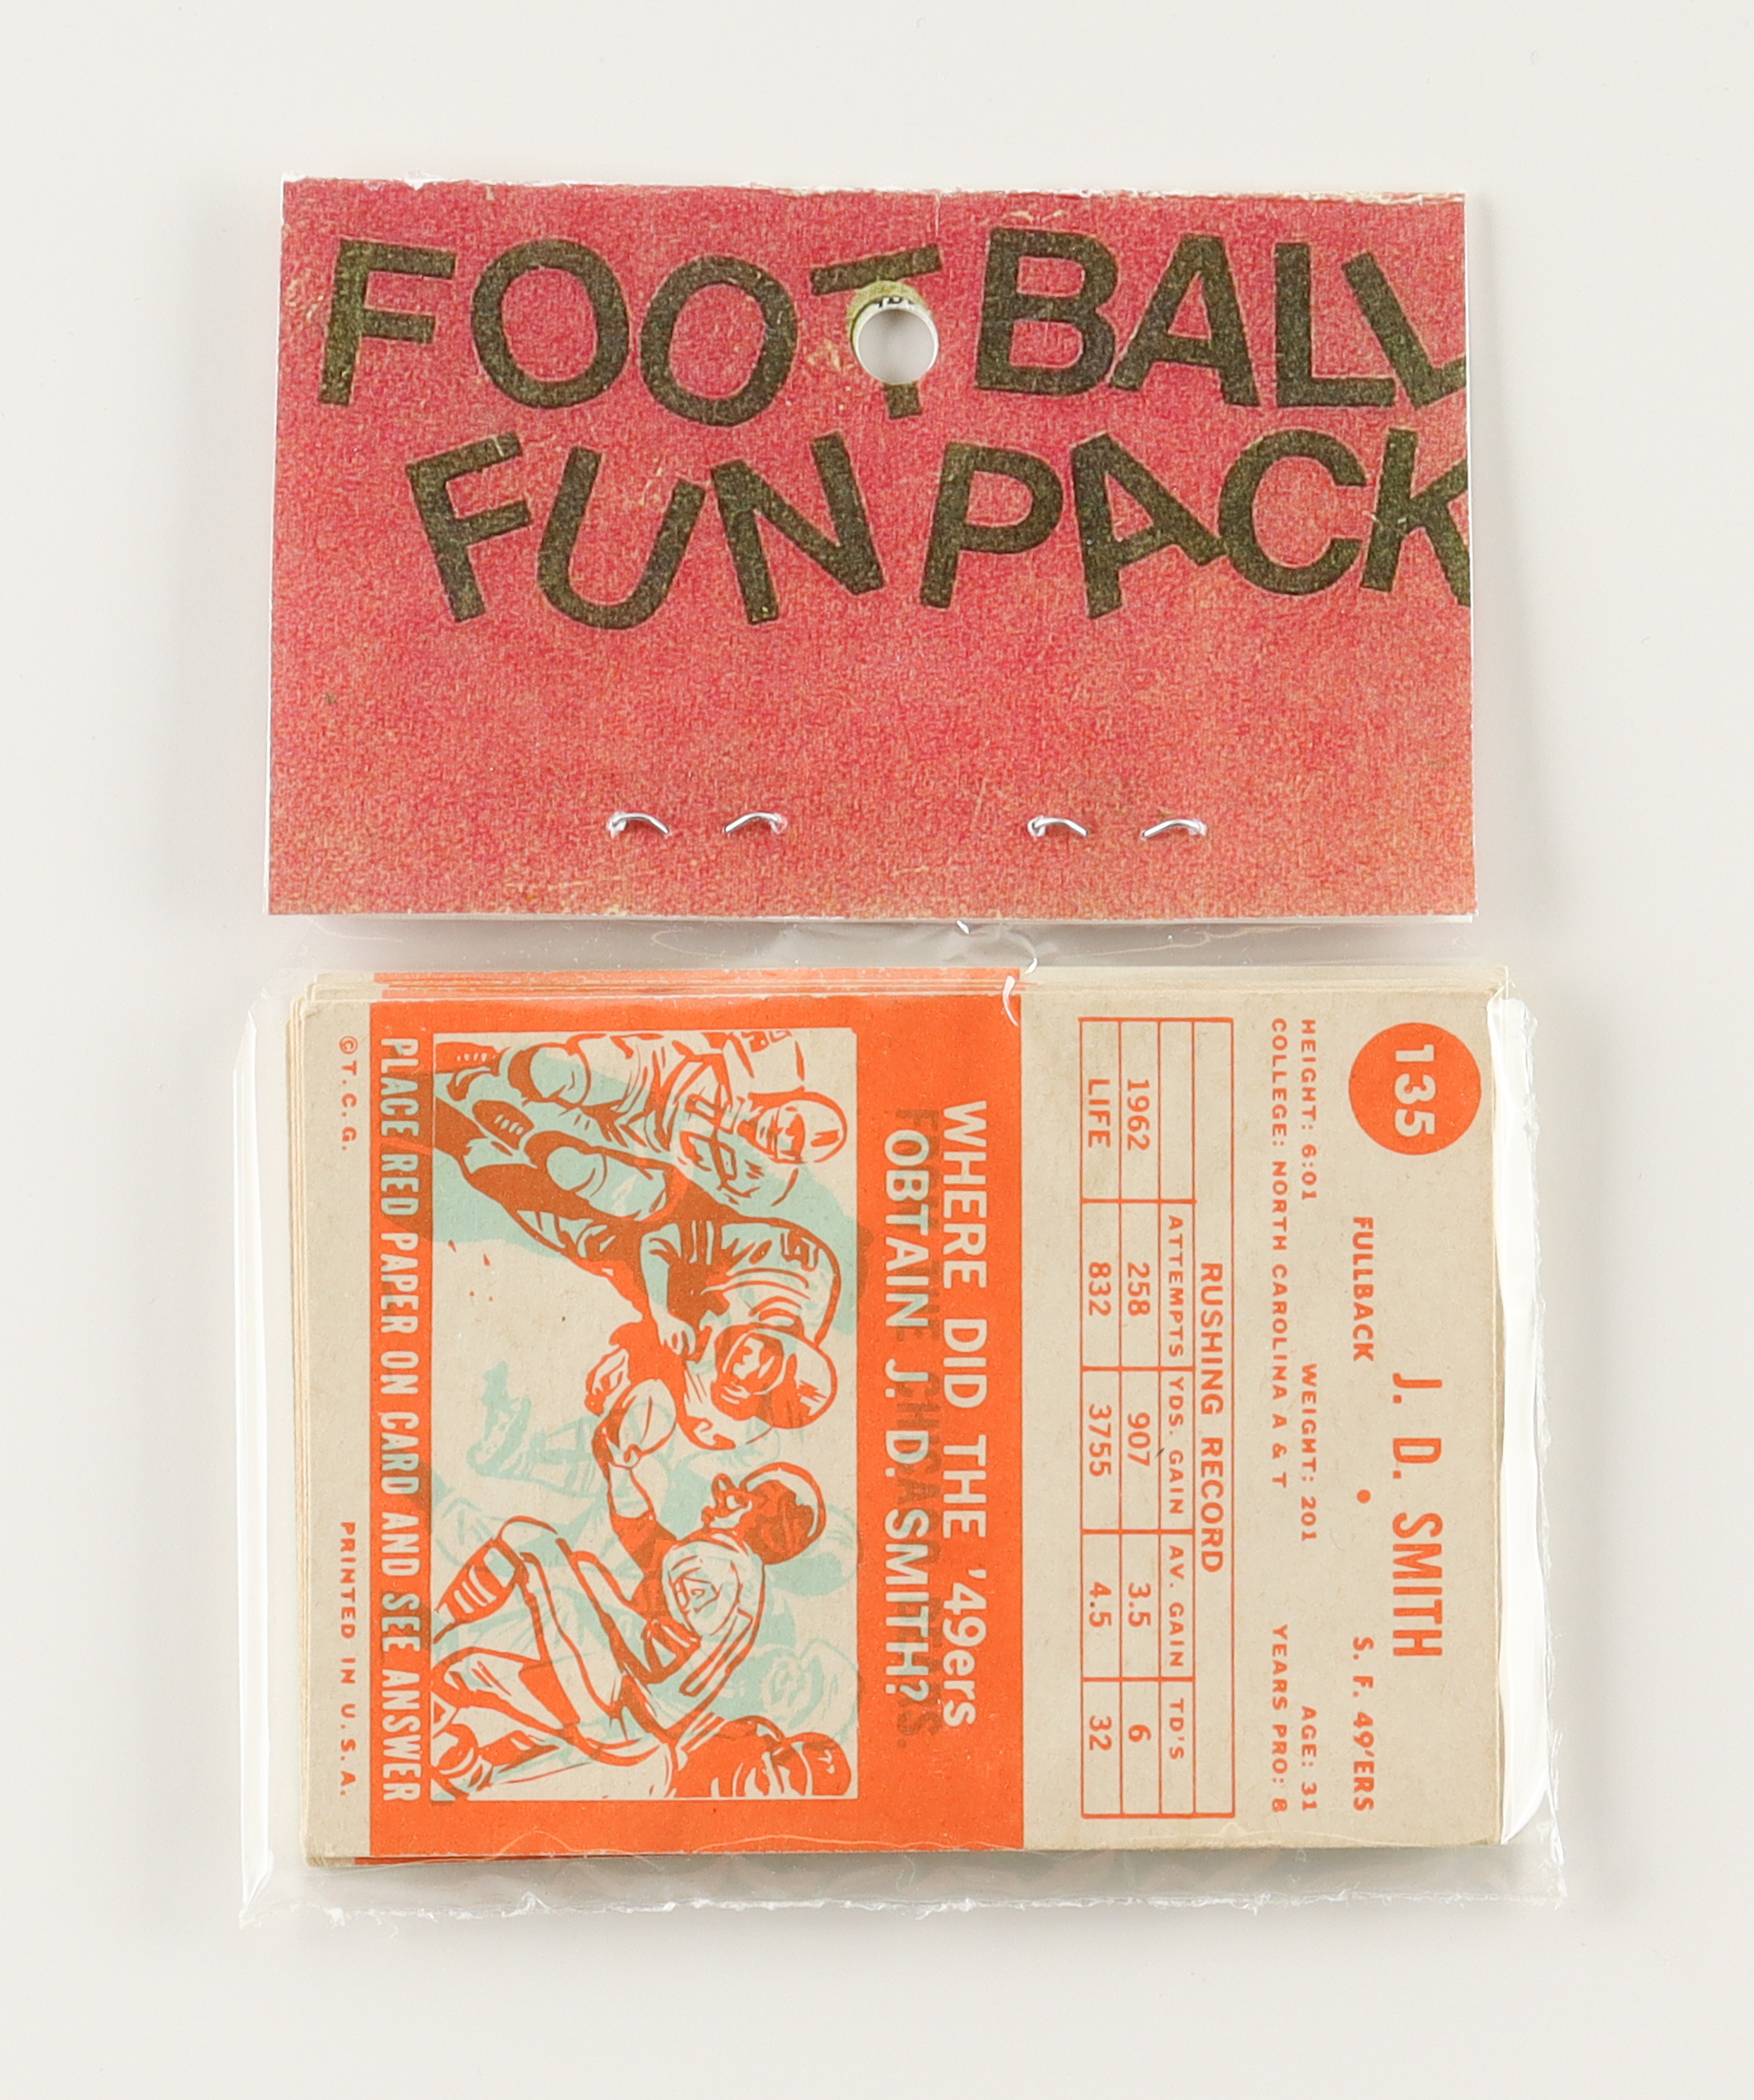 FOOTBALL
FUN PACK
135
J. D. SMITH
FULLBACK • S. F. 49'ERS
HEIGHT: 6:01 WEIGHT: 201 AGE: 31
COLLEGE: NORTH CAROLINA A & T YEARS PRO: 8
RUSHING RECORD
ATTEMPTS YDS. GAIN AV. GAIN TD'S
1962 258 907 3.5 6
LIFE 832 3755 4.5 32
WHERE DID THE '49ers
OBTAIN J. D. SMITH?
PLACE RED PAPER ON CARD AND SEE ANSWER
© T. C. G. PRINTED IN U. S. A.